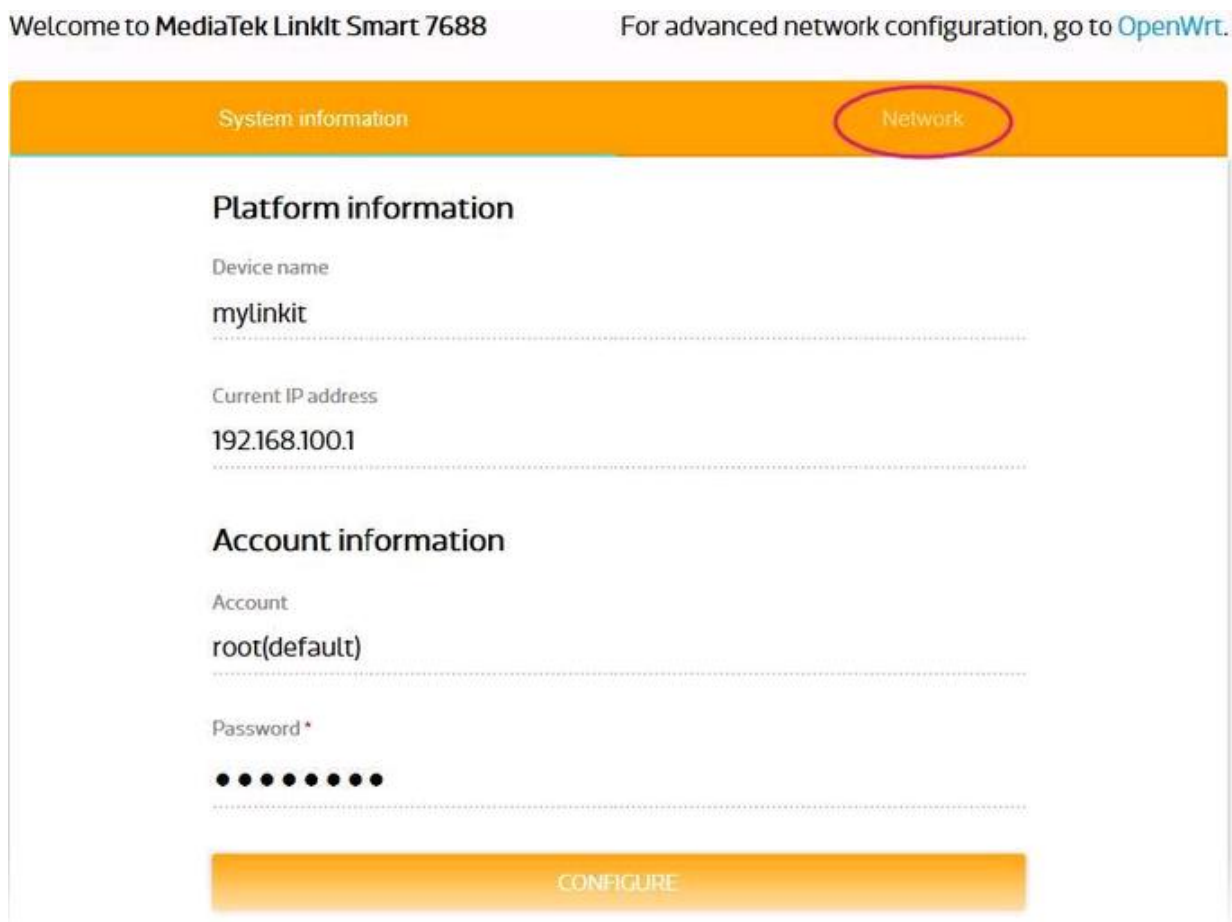 Welcome to MediaTek LinkIt Smart 7688 For advanced network configuration, go to OpenWrt.
System information Network
Platform information
Device name
mylinkit
Current IP address
192.168.100.1
Account information
Account
root(default)
Password *
●●●●●●●●
CONFIGURE